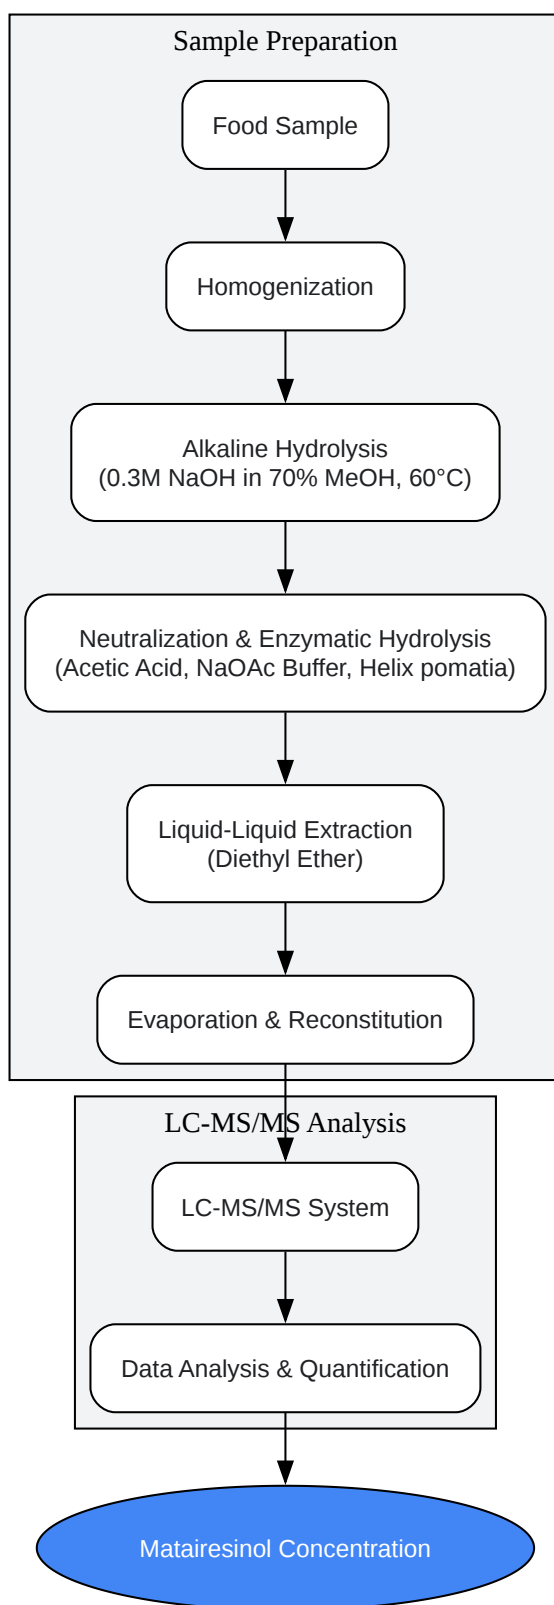 Sample Preparation
Food Sample
Homogenization
Alkaline Hydrolysis
(0.3M NaOH in 70% MeOH, 60°C)
Neutralization & Enzymatic Hydrolysis
(Acetic Acid, NaOAc Buffer, Helix pomatia)
Liquid-Liquid Extraction
(Diethyl Ether)
Evaporation & Reconstitution
LC-MS/MS Analysis
LC-MS/MS System
Data Analysis & Quantification
Matairesinol Concentration